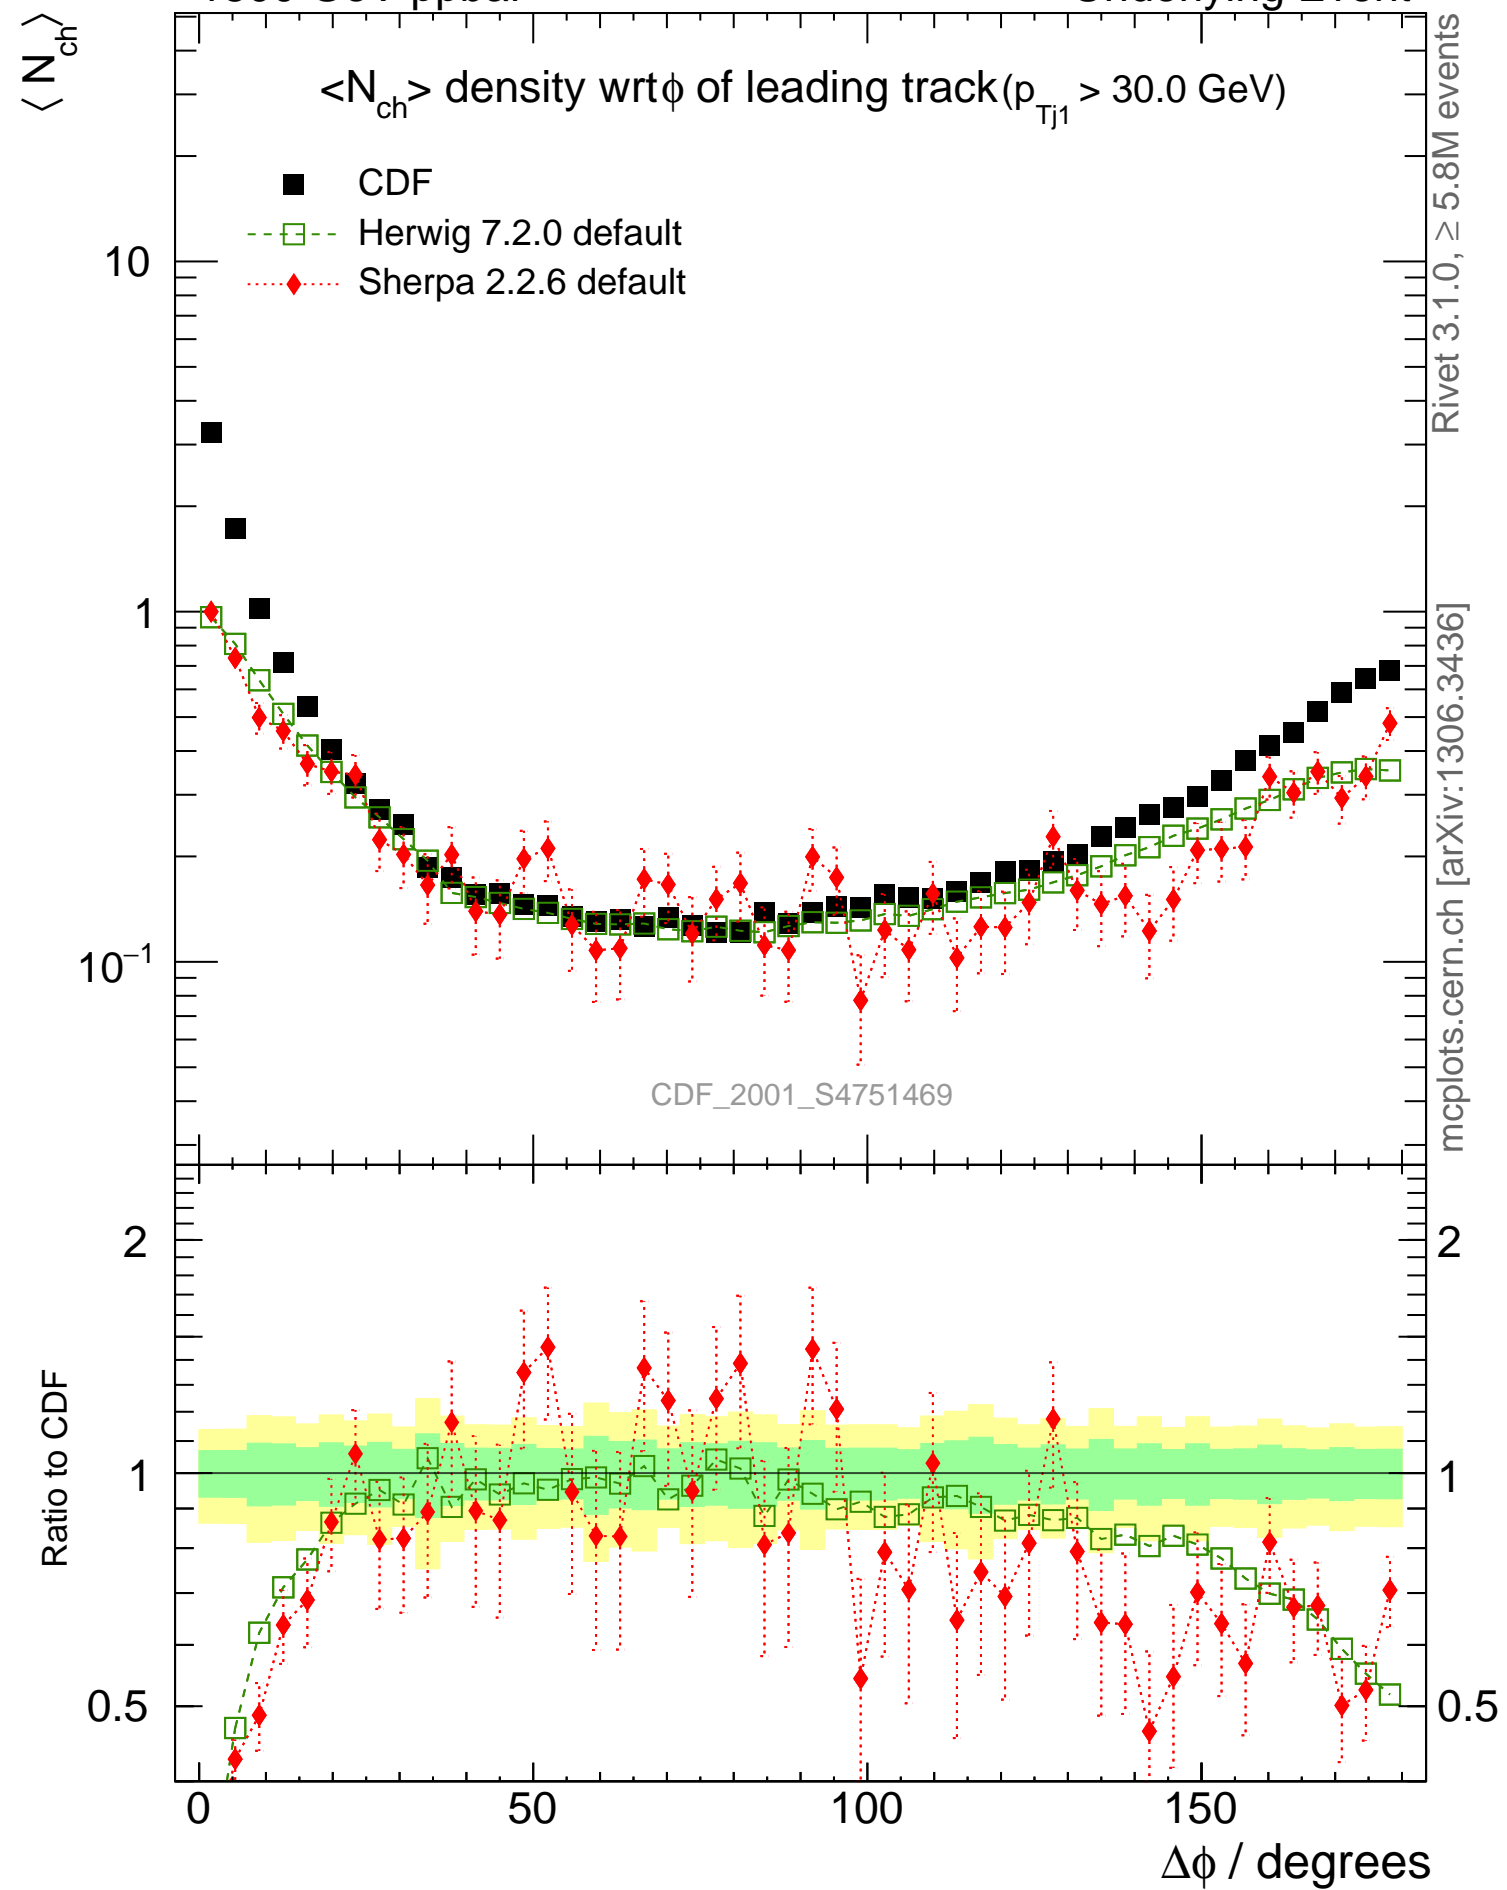 ⟨ N_ch ⟩
<N_ch> density wrtϕ of leading track(p_Tj1 > 30.0 GeV)
CDF
Herwig 7.2.0 default
Sherpa 2.2.6 default
10
1
10⁻¹
CDF_2001_S4751469
Rivet 3.1.0, ≥ 5.8M events
mcplots.cern.ch [arXiv:1306.3436]
Ratio to CDF
2
1
0.5
2
1
0.5
0 50 100 150
Δϕ / degrees